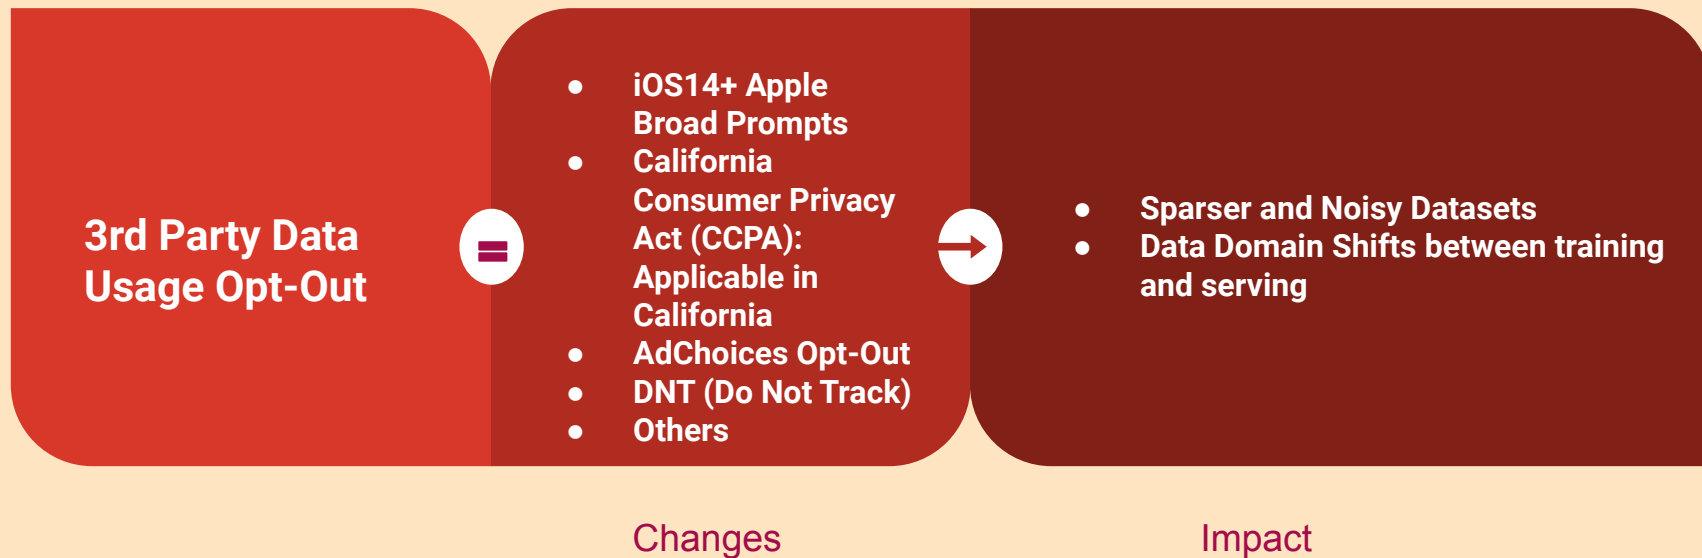 3rd Party Data
Usage Opt-Out
● iOS14+ Apple
Broad Prompts
● California
Consumer Privacy
Act (CCPA):
Applicable in
California
● AdChoices Opt-Out
● DNT (Do Not Track)
● Others
● Sparser and Noisy Datasets
● Data Domain Shifts between training
and serving
Changes
Impact